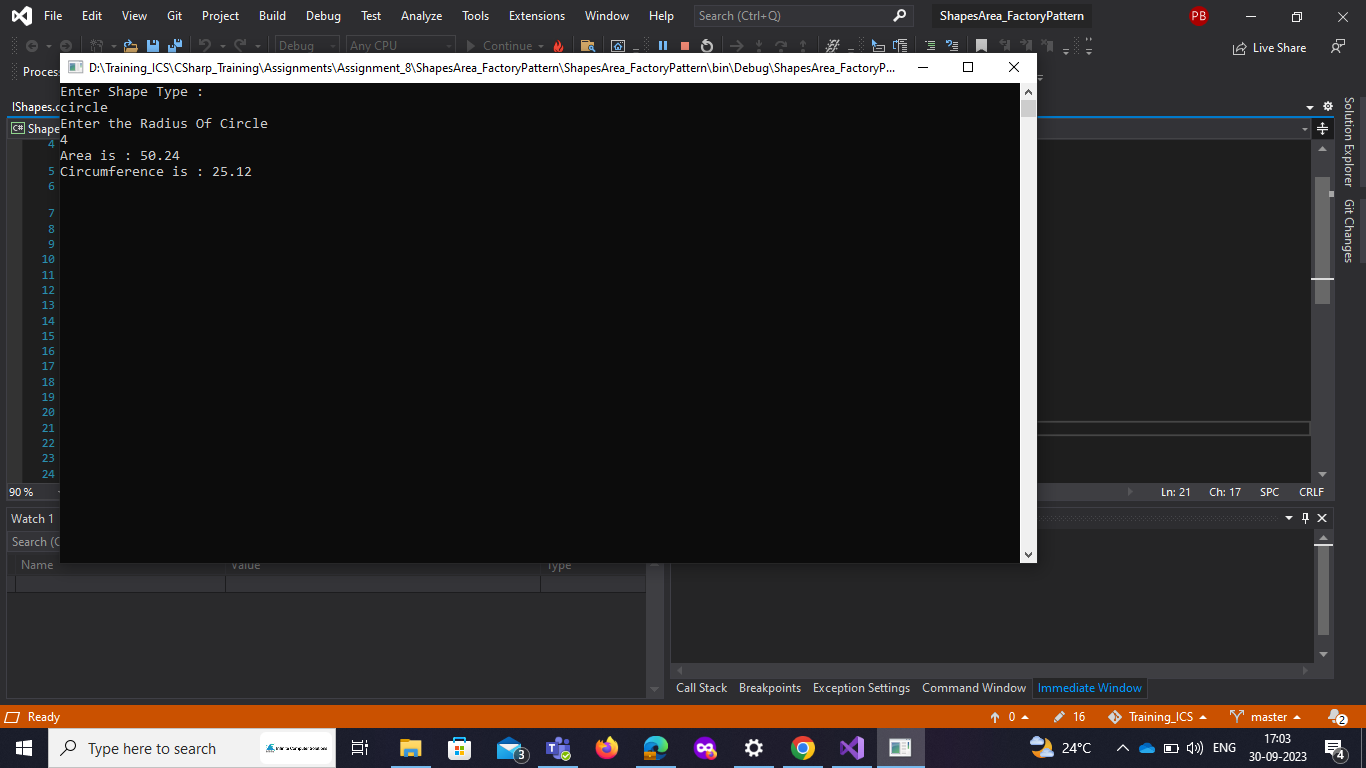 File Edit View Git Project Build Debug Test Analyze Tools Extensions Window Help Search (Ctrl+Q) ShapesArea_FactoryPattern PB
Debug Any CPU Continue Live Share
Proces
D:\Training_ICS\CSharp_Training\Assignments\Assignment_8\ShapesArea_FactoryPattern\ShapesArea_FactoryPattern\bin\Debug\ShapesArea_FactoryP...
Enter Shape Type :
circle
Enter the Radius Of Circle
4
Area is : 50.24
Circumference is : 25.12
IShapes.c
C# Shape
4
5
6
7
8
9
10
11
12
13
14
15
16
17
18
19
20
21
22
23
24
Solution Explorer
Git Changes
90 % Ln: 21 Ch: 17 SPC CRLF
Watch 1
Search (C
Name Value Type
Call Stack Breakpoints Exception Settings Command Window Immediate Window
Ready 0 16 Training_ICS master 2
Type here to search Infinite Computer Solutions 3 24°C ENG 17:03
30-09-2023 4